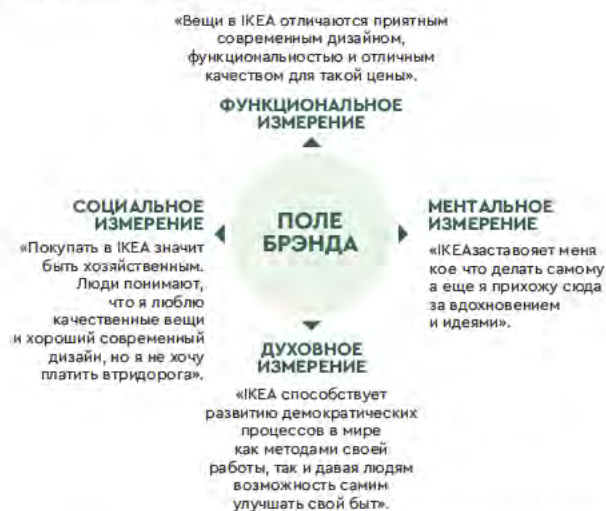 «Вещи в IKEA отличаются приятным
современным дизайном,
функциональностью и отличным
качеством для такой цены».
ФУНКЦИОНАЛЬНОЕ
ИЗМЕРЕНИЕ
СОЦИАЛЬНОЕ
ИЗМЕРЕНИЕ
«Покупать в IKEA значит
быть хозяйственным.
Люди понимают,
что я люблю
качественные вещи
и хороший современный
дизайн, но я не хочу
платить втридорога».
ПОЛЕ
БРЭНДА
МЕНТАЛЬНОЕ
ИЗМЕРЕНИЕ
«IKEAзаставояет меня
кое что делать самому
а еще я прихожу сюда
за вдохновением
и идеями».
ДУХОВНОЕ
ИЗМЕРЕНИЕ
«IKEA способствует
развитию демократических
процессов в мире
как методами своей
работы, так и давая людям
возможность самим
улучшать свой быт».